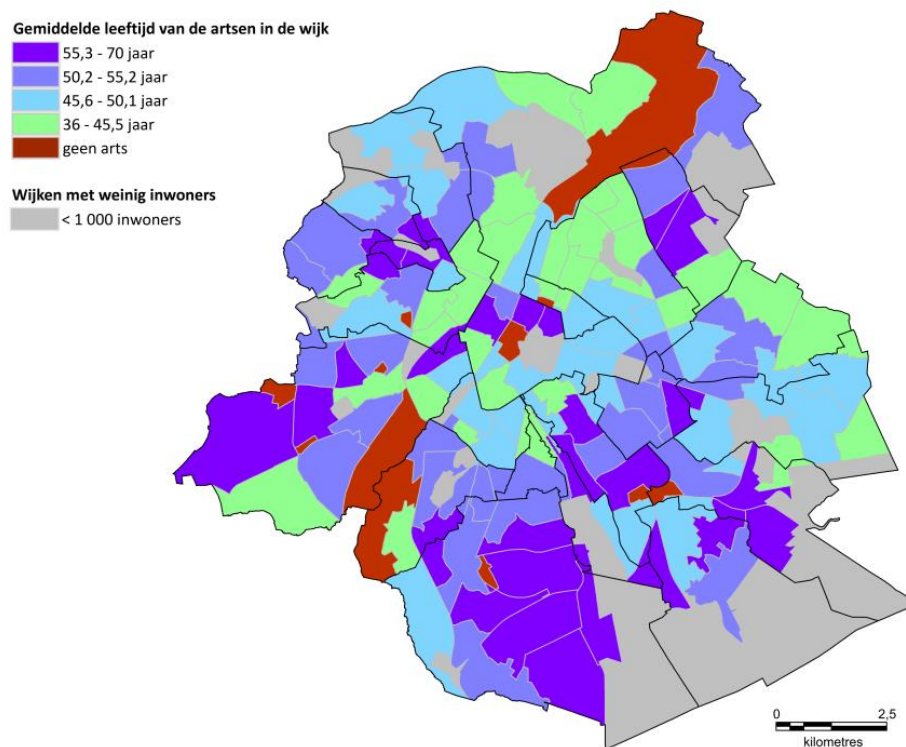 Gemiddelde leeftijd van de artsen in de wijk
55,3 - 70 jaar
50,2 - 55,2 jaar
45,6 - 50,1 jaar
36 - 45,5 jaar
geen arts
Wijken met weinig inwoners
< 1 000 inwoners
0 2,5
kilometres